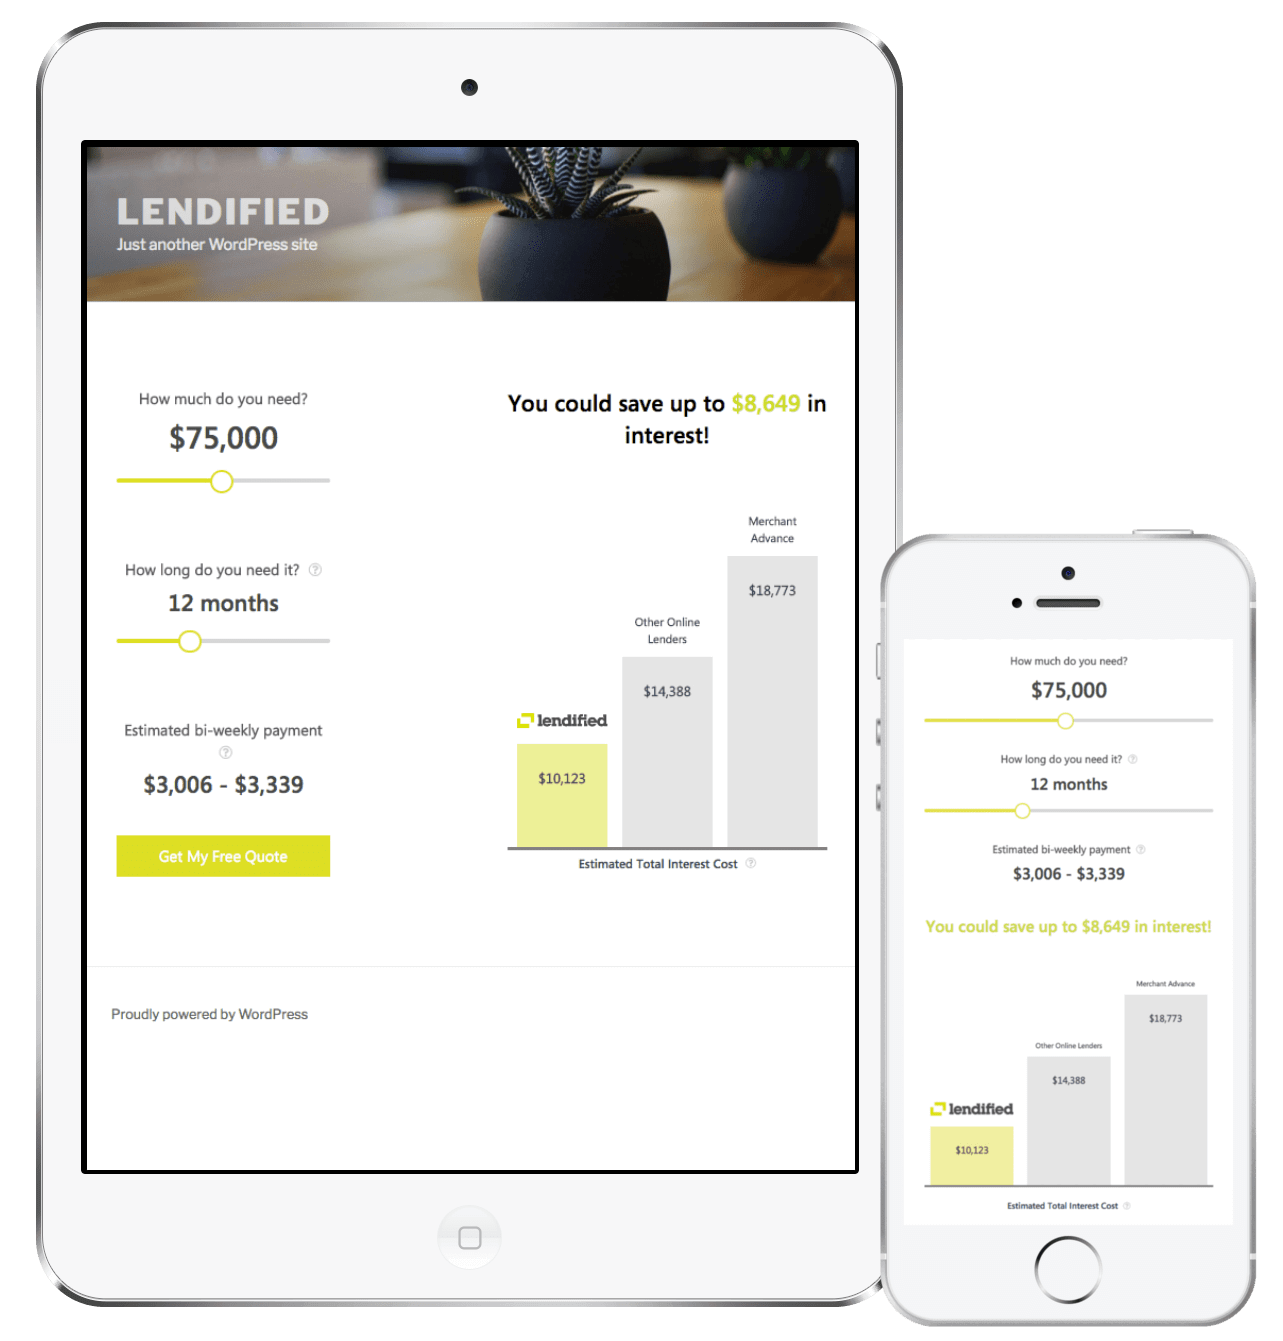 LENDIFIED
Just another WordPress site
How much do you need?
$75,000
How long do you need it? ?
12 months
Estimated bi-weekly payment
?
$3,006 - $3,339
Get My Free Quote
You could save up to $8,649 in
interest!
Merchant
Advance
$18,773
Other Online
Lenders
$14,388
lendified
$10,123
Estimated Total Interest Cost ?
Proudly powered by WordPress
How much do you need?
$75,000
How long do you need it? ?
12 months
Estimated bi-weekly payment ?
$3,006 - $3,339
You could save up to $8,649 in interest!
Merchant Advance
$18,773
Other Online Lenders
$14,388
lendified
$10,123
Estimated Total Interest Cost ?